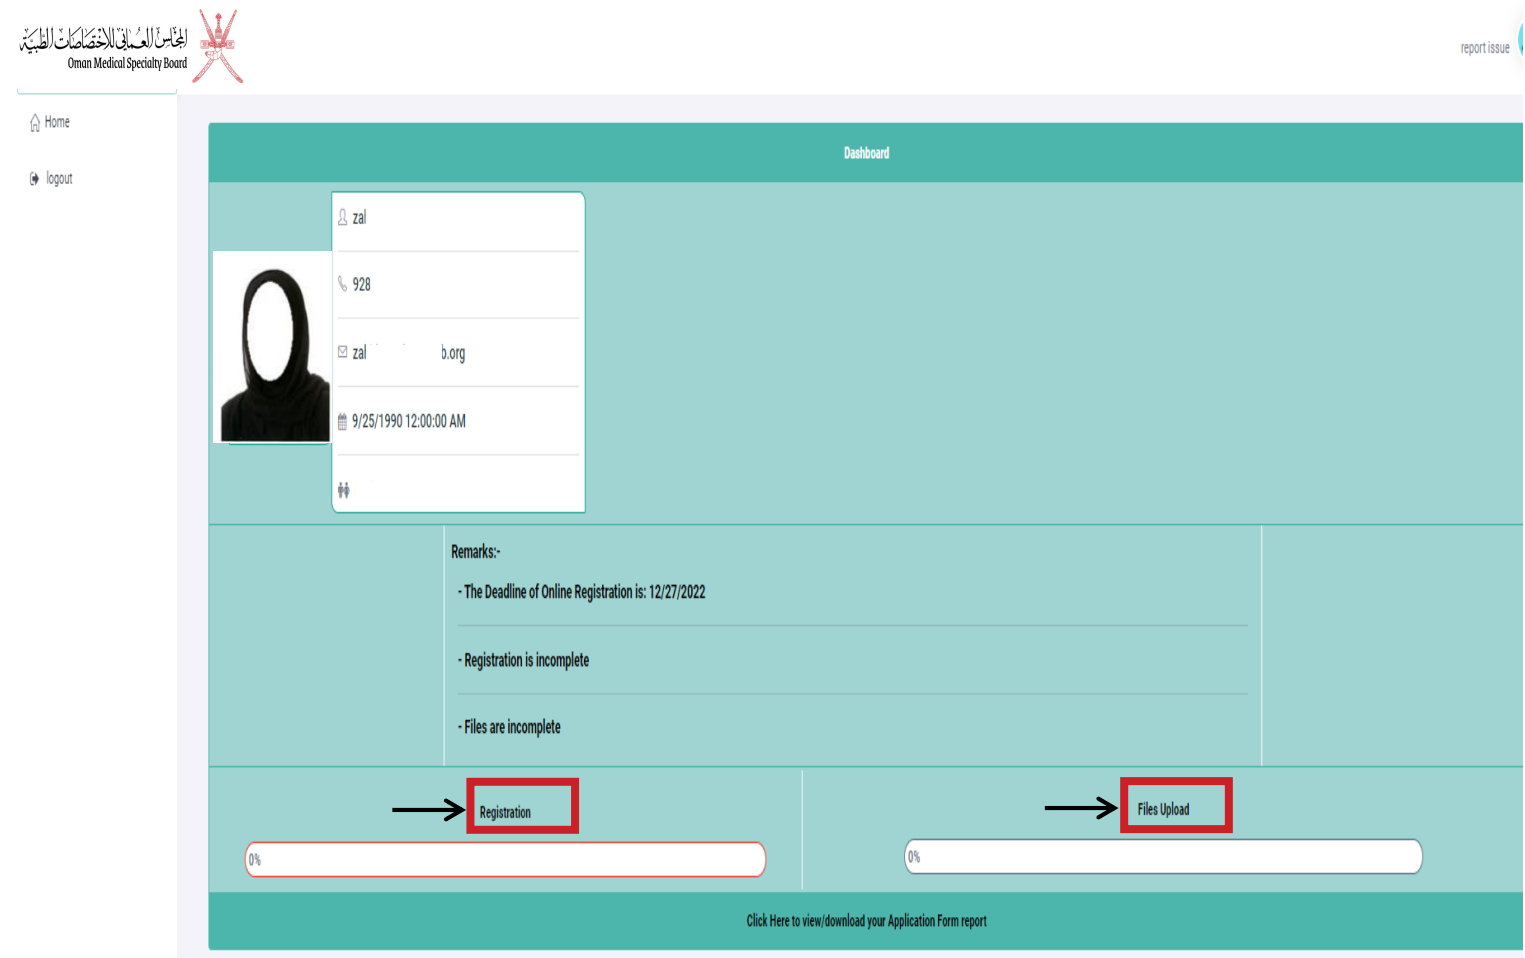 المجلس العماني للاختصاصات الطبية
Oman Medical Specialty Board
report issue
Home
logout
Dashboard
zal
928
zal b.org
9/25/1990 12:00:00 AM
Remarks:-
- The Deadline of Online Registration is: 12/27/2022
- Registration is incomplete
- Files are incomplete
Registration
Files Upload
0%
0%
Click Here to view/download your Application Form report